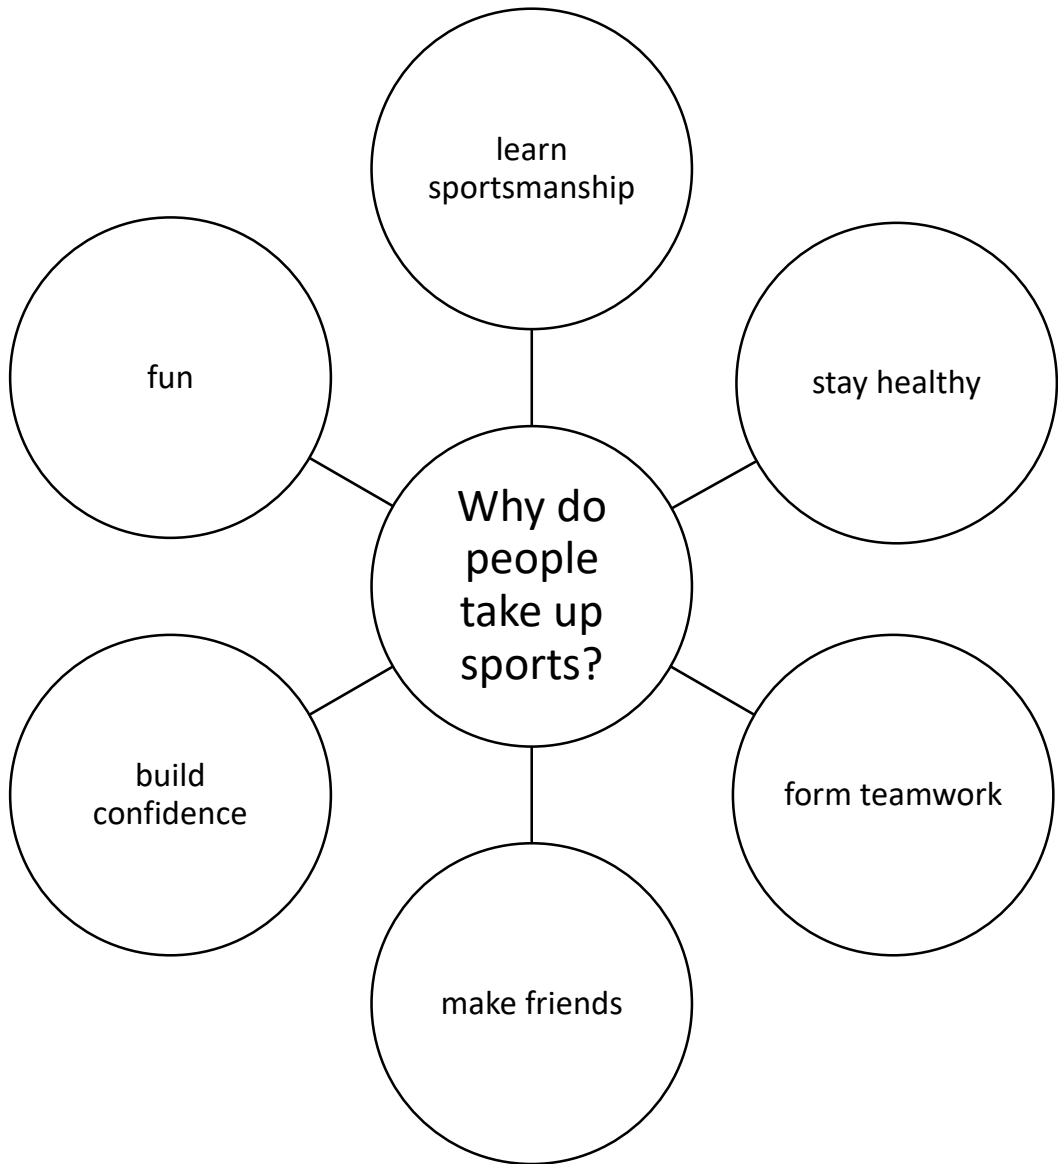 learn
sportsmanship
fun
stay healthy
Why do
people
take up
sports?
build
confidence
form teamwork
make friends